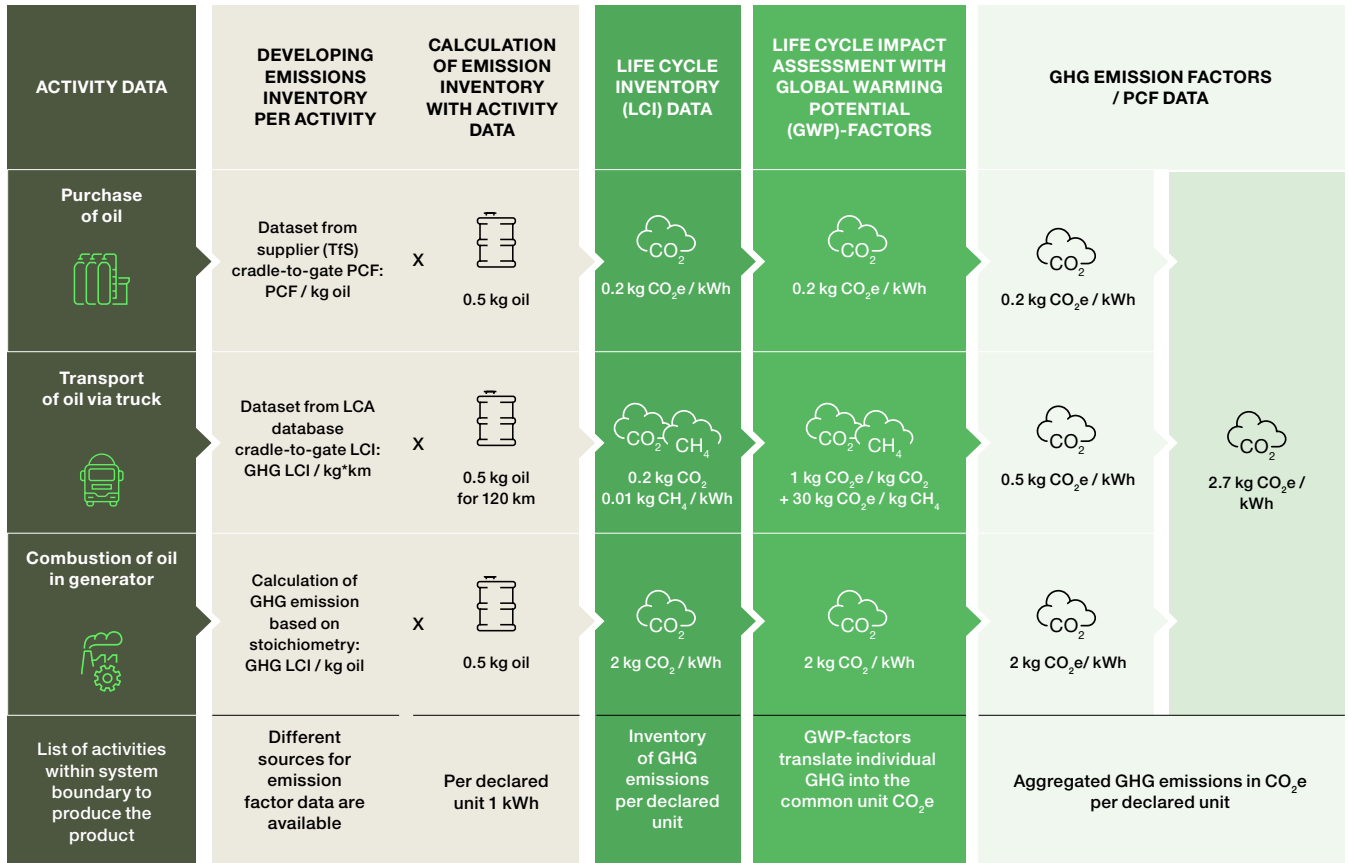 ACTIVITY DATA
DEVELOPING
EMISSIONS
INVENTORY
PER ACTIVITY
CALCULATION
OF EMISSION
INVENTORY
WITH ACTIVITY
DATA
LIFE CYCLE
INVENTORY
(LCI) DATA
LIFE CYCLE IMPACT
ASSESSMENT WITH
GLOBAL WARMING
POTENTIAL
(GWP)-FACTORS
GHG EMISSION FACTORS
/ PCF DATA
Purchase
of oil
Dataset from
supplier (TfS)
cradle-to-gate PCF:
PCF / kg oil
X
0.5 kg oil
CO₂
0.2 kg CO₂e / kWh
CO₂
0.2 kg CO₂e / kWh
CO₂
0.2 kg CO₂e / kWh
Transport
of oil via truck
Dataset from LCA
database
cradle-to-gate LCI:
GHG LCI / kg*km
X
0.5 kg oil
for 120 km
CO₂ CH₄
0.2 kg CO₂
0.01 kg CH₄ / kWh
CO₂ CH₄
1 kg CO₂e / kg CO₂
+ 30 kg CO₂e / kg CH₄
CO₂
0.5 kg CO₂e / kWh
CO₂
2.7 kg CO₂e /
kWh
Combustion of oil
in generator
Calculation of
GHG emission
based on
stoichiometry:
GHG LCI / kg oil
X
0.5 kg oil
CO₂
2 kg CO₂ / kWh
CO₂
2 kg CO₂ / kWh
CO₂
2 kg CO₂e/ kWh
List of activities
within system
boundary to
produce the
product
Different
sources for
emission
factor data are
available
Per declared
unit 1 kWh
Inventory
of GHG
emissions
per declared
unit
GWP-factors
translate individual
GHG into the
common unit CO₂e
Aggregated GHG emissions in CO₂e
per declared unit